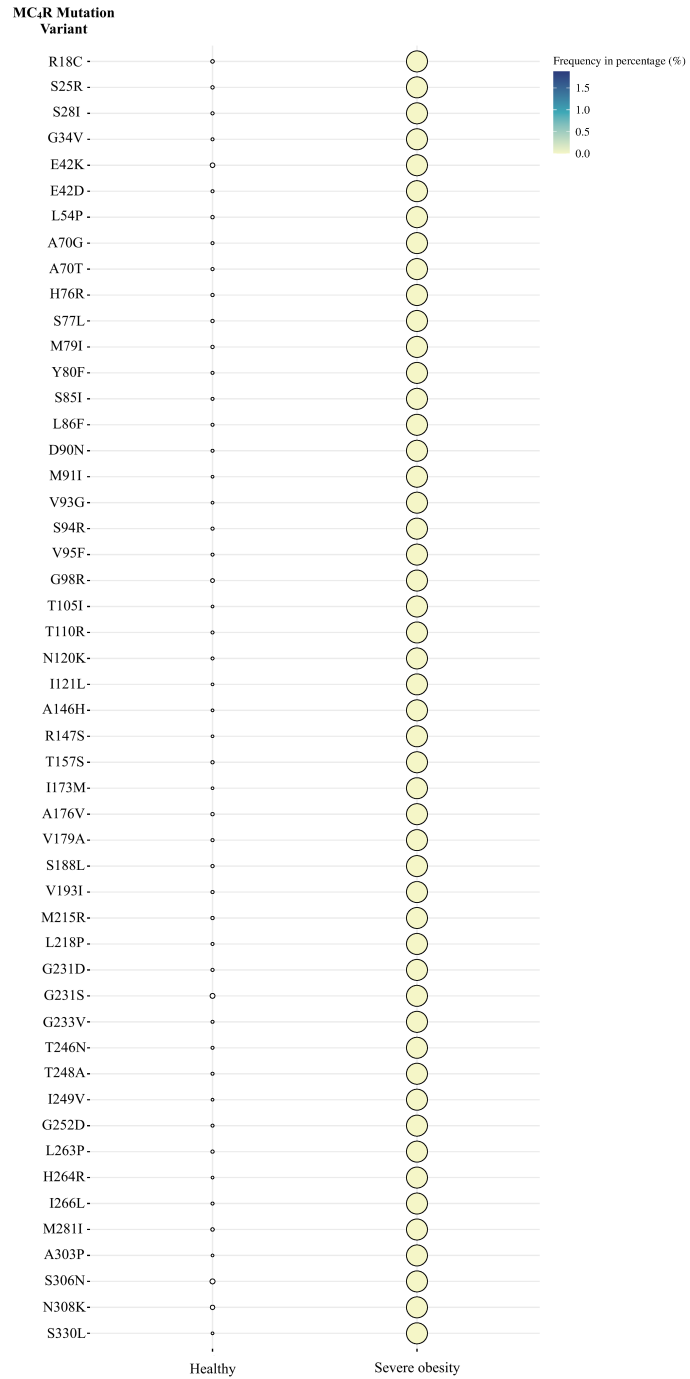 MC₄R Mutation
Variant
Frequency in percentage (%)
1.5
1.0
0.5
0.0
R18C
S25R
S28I
G34V
E42K
E42D
L54P
A70G
A70T
H76R
S77L
M79I
Y80F
S85I
L86F
D90N
M91I
V93G
S94R
V95F
G98R
T105I
T110R
N120K
I121L
A146H
R147S
T157S
I173M
A176V
V179A
S188L
V193I
M215R
L218P
G231D
G231S
G233V
T246N
T248A
I249V
G252D
L263P
H264R
I266L
M281I
A303P
S306N
N308K
S330L
Healthy
Severe obesity